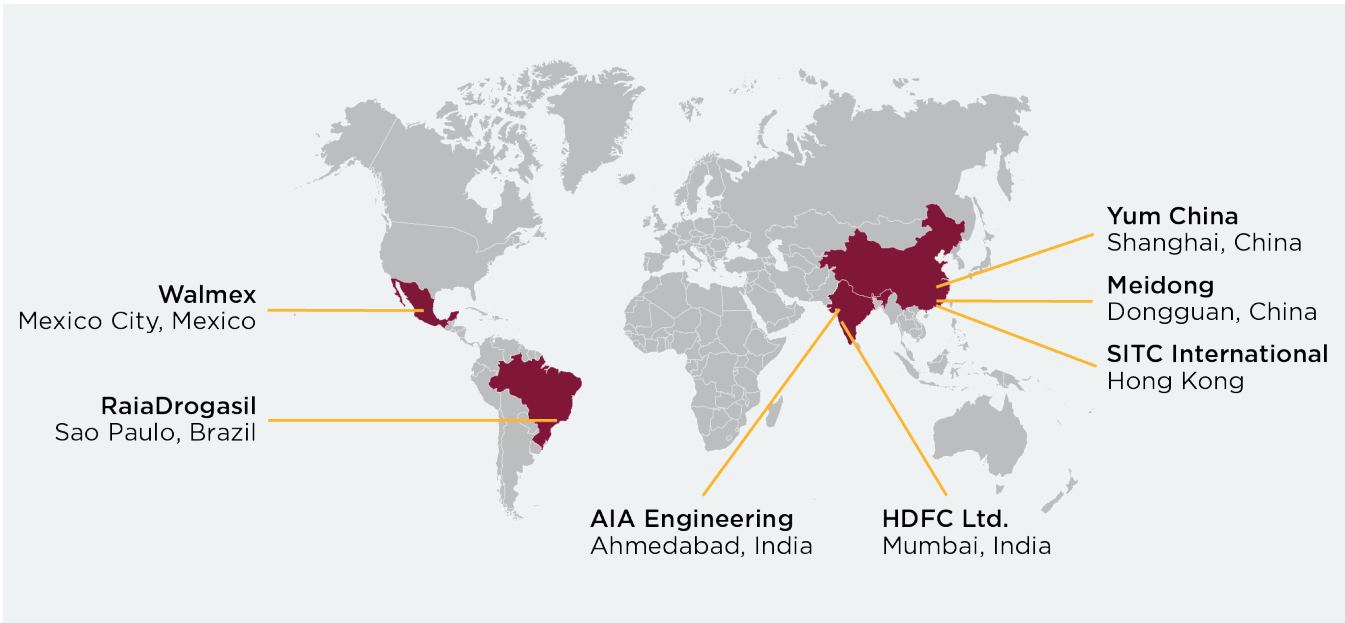 Walmex
Mexico City, Mexico
RaiaDrogasil
Sao Paulo, Brazil
AIA Engineering
Ahmedabad, India
HDFC Ltd.
Mumbai, India
Yum China
Shanghai, China
Meidong
Dongguan, China
SITC International
Hong Kong